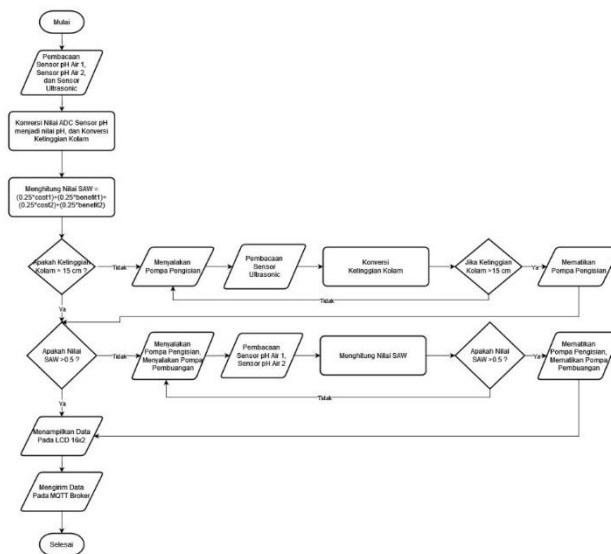 Mulai
Pembacaan
Sensor pH Air 1,
Sensor pH Air 2,
dan Sensor
Ultrasonic
Konversi Nilai ADC Sensor pH
menjadi nilai pH, dan Konversi
Ketinggian Kolam
Menghitung Nilai SAW =
(0.25*cost1)+(0.25*benefit1)+
(0.25*cost2)+(0.25*benefit2)
Apakah Ketinggian
Kolam > 15 cm ?
Tidak
Menyalakan
Pompa Pengisian
Pembacaan
Sensor
Ultrasonic
Konversi
Ketinggian Kolam
Jika Ketinggian
Kolam >15 cm
Ya
Mematikan
Pompa Pengisian
Tidak
Ya
Apakah Nilai
SAW >0.5 ?
Tidak
Menyalakan
Pompa Pengisian,
Menyalakan Pompa
Pembuangan
Pembacaan
Sensor pH Air 1,
Sensor pH Air 2
Menghitung Nilai SAW
Apakah Nilai
SAW >0.5 ?
Ya
Mematikan
Pompa Pengisian,
Mematikan Pompa
Pembuangan
Tidak
Ya
Menampilkan Data
Pada LCD 16x2
Mengirim Data
Pada MQTT Broker
Selesai